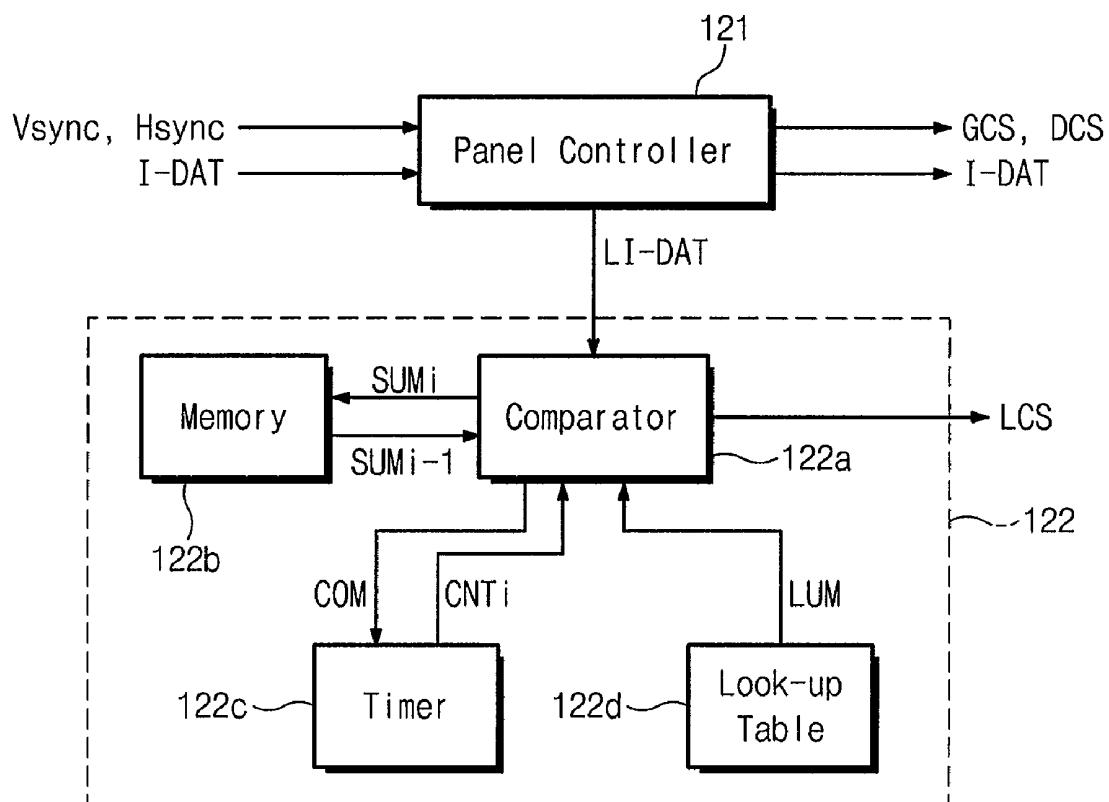 121
Vsync, Hsync
I-DAT
Panel Controller
GCS, DCS
I-DAT
LI-DAT
Memory
SUMi
SUMi-1
Comparator
LCS
122a
122b
122
COM
CNTi
LUM
122c
Timer
122d
Look-up
Table